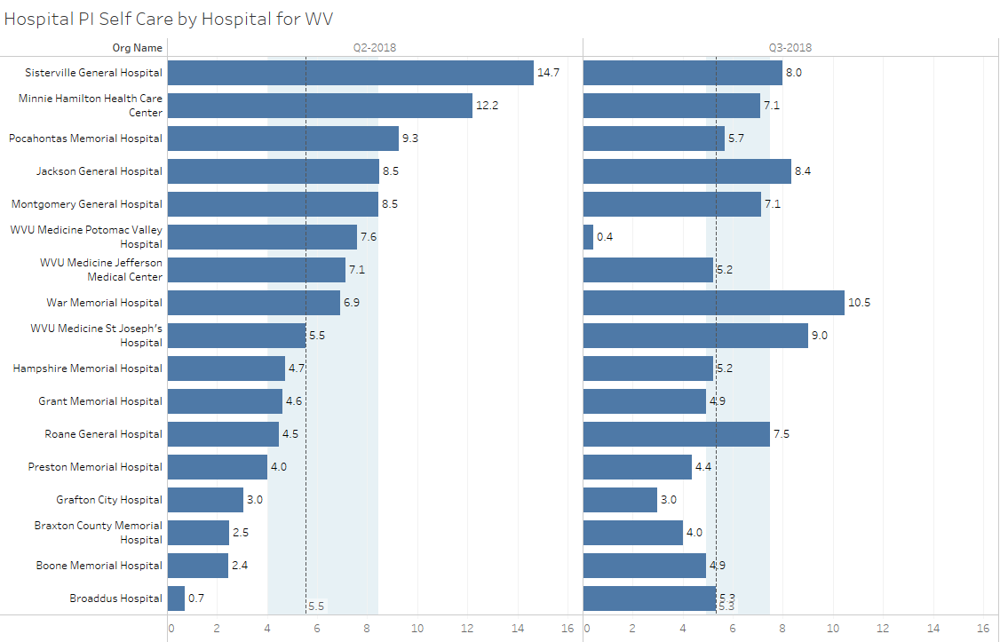 Hospital PI Self Care by Hospital for WV
Org Name Q2-2018 Q3-2018
Sisterville General Hospital 14.7 8.0
Minnie Hamilton Health Care
Center 12.2 7.1
Pocahontas Memorial Hospital 9.3 5.7
Jackson General Hospital 8.5 8.4
Montgomery General Hospital 8.5 7.1
WVU Medicine Potomac Valley
Hospital 7.6 0.4
WVU Medicine Jefferson
Medical Center 7.1 5.2
War Memorial Hospital 6.9 10.5
WVU Medicine St Joseph's
Hospital 5.5 9.0
Hampshire Memorial Hospital 4.7 5.2
Grant Memorial Hospital 4.6 4.9
Roane General Hospital 4.5 7.5
Preston Memorial Hospital 4.0 4.4
Grafton City Hospital 3.0 3.0
Braxton County Memorial
Hospital 2.5 4.0
Boone Memorial Hospital 2.4 4.9
Broaddus Hospital 0.7 5.3
5.5 5.3
0 2 4 6 8 10 12 14 16 0 2 4 6 8 10 12 14 16